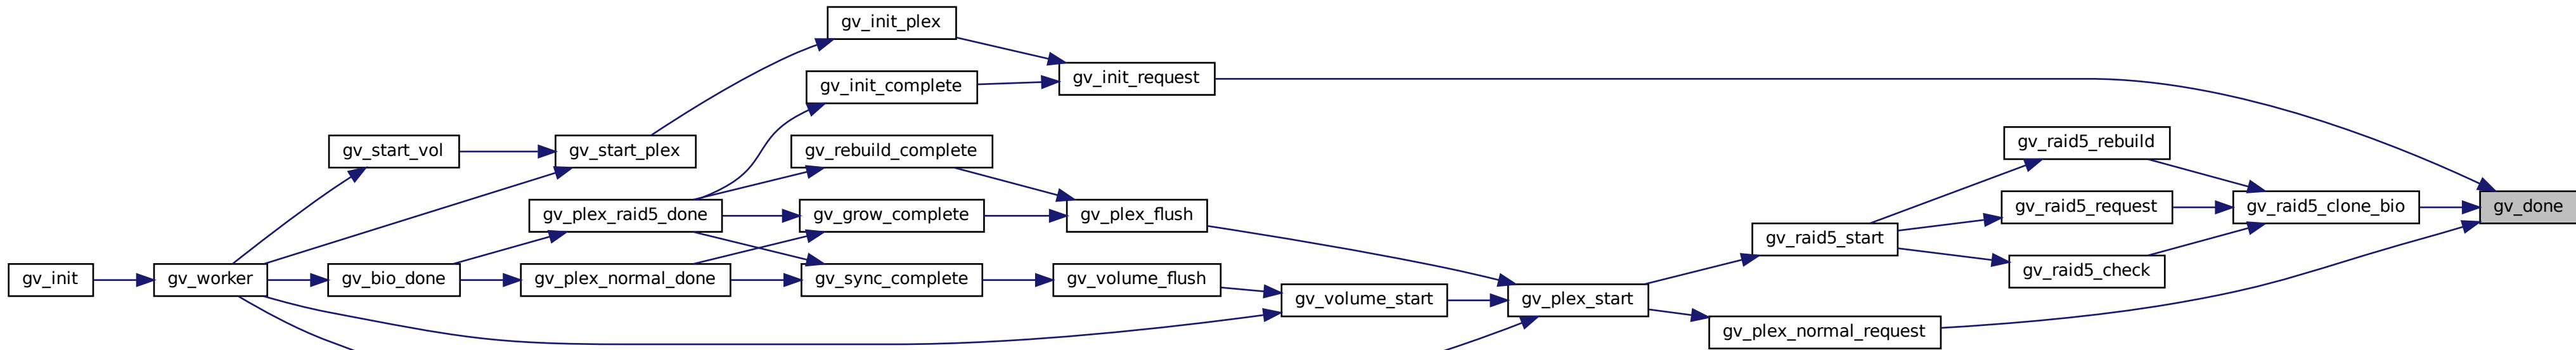 gv_init_plex
gv_init_request
gv_init_complete
gv_raid5_rebuild
gv_start_vol
gv_start_plex
gv_rebuild_complete
gv_raid5_request
gv_raid5_clone_bio
gv_done
gv_plex_raid5_done
gv_grow_complete
gv_plex_flush
gv_raid5_start
gv_raid5_check
gv_init
gv_worker
gv_bio_done
gv_plex_normal_done
gv_sync_complete
gv_volume_flush
gv_volume_start
gv_plex_start
gv_plex_normal_request